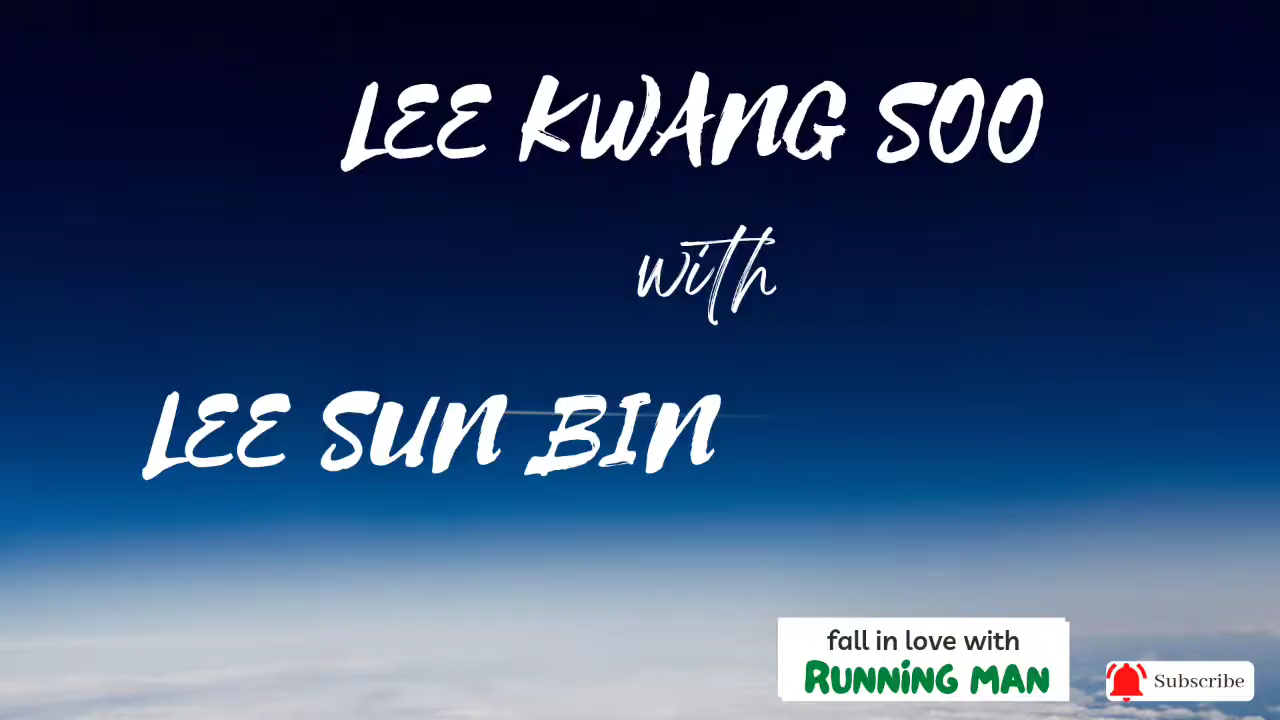 LEE KWANG SOO
with
LEE SUN BIN
fall in love with
RUNNING MAN
Subscribe